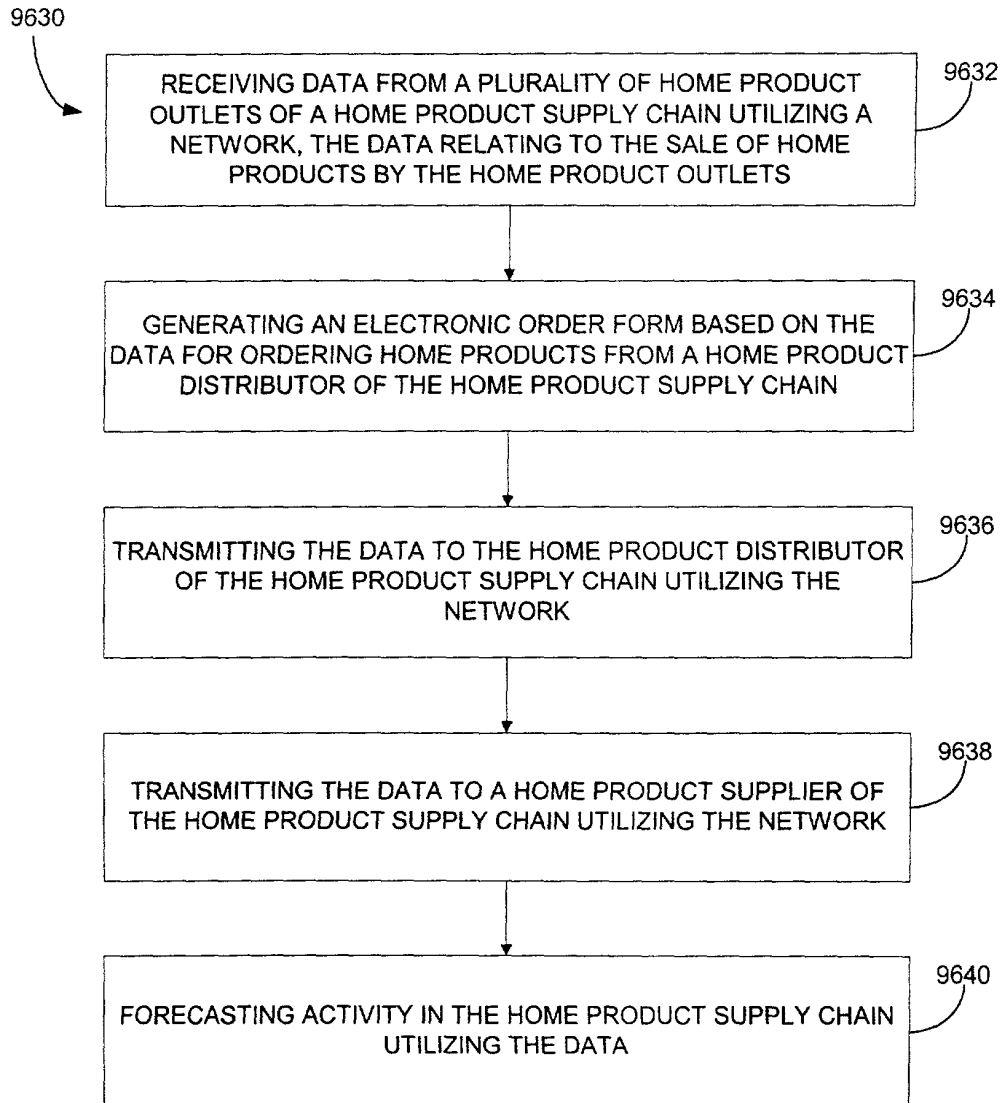 9630
RECEIVING DATA FROM A PLURALITY OF HOME PRODUCT
OUTLETS OF A HOME PRODUCT SUPPLY CHAIN UTILIZING A
NETWORK, THE DATA RELATING TO THE SALE OF HOME
PRODUCTS BY THE HOME PRODUCT OUTLETS
9632
GENERATING AN ELECTRONIC ORDER FORM BASED ON THE
DATA FOR ORDERING HOME PRODUCTS FROM A HOME PRODUCT
DISTRIBUTOR OF THE HOME PRODUCT SUPPLY CHAIN
9634
TRANSMITTING THE DATA TO THE HOME PRODUCT DISTRIBUTOR
OF THE HOME PRODUCT SUPPLY CHAIN UTILIZING THE
NETWORK
9636
TRANSMITTING THE DATA TO A HOME PRODUCT SUPPLIER OF
THE HOME PRODUCT SUPPLY CHAIN UTILIZING THE NETWORK
9638
FORECASTING ACTIVITY IN THE HOME PRODUCT SUPPLY CHAIN
UTILIZING THE DATA
9640